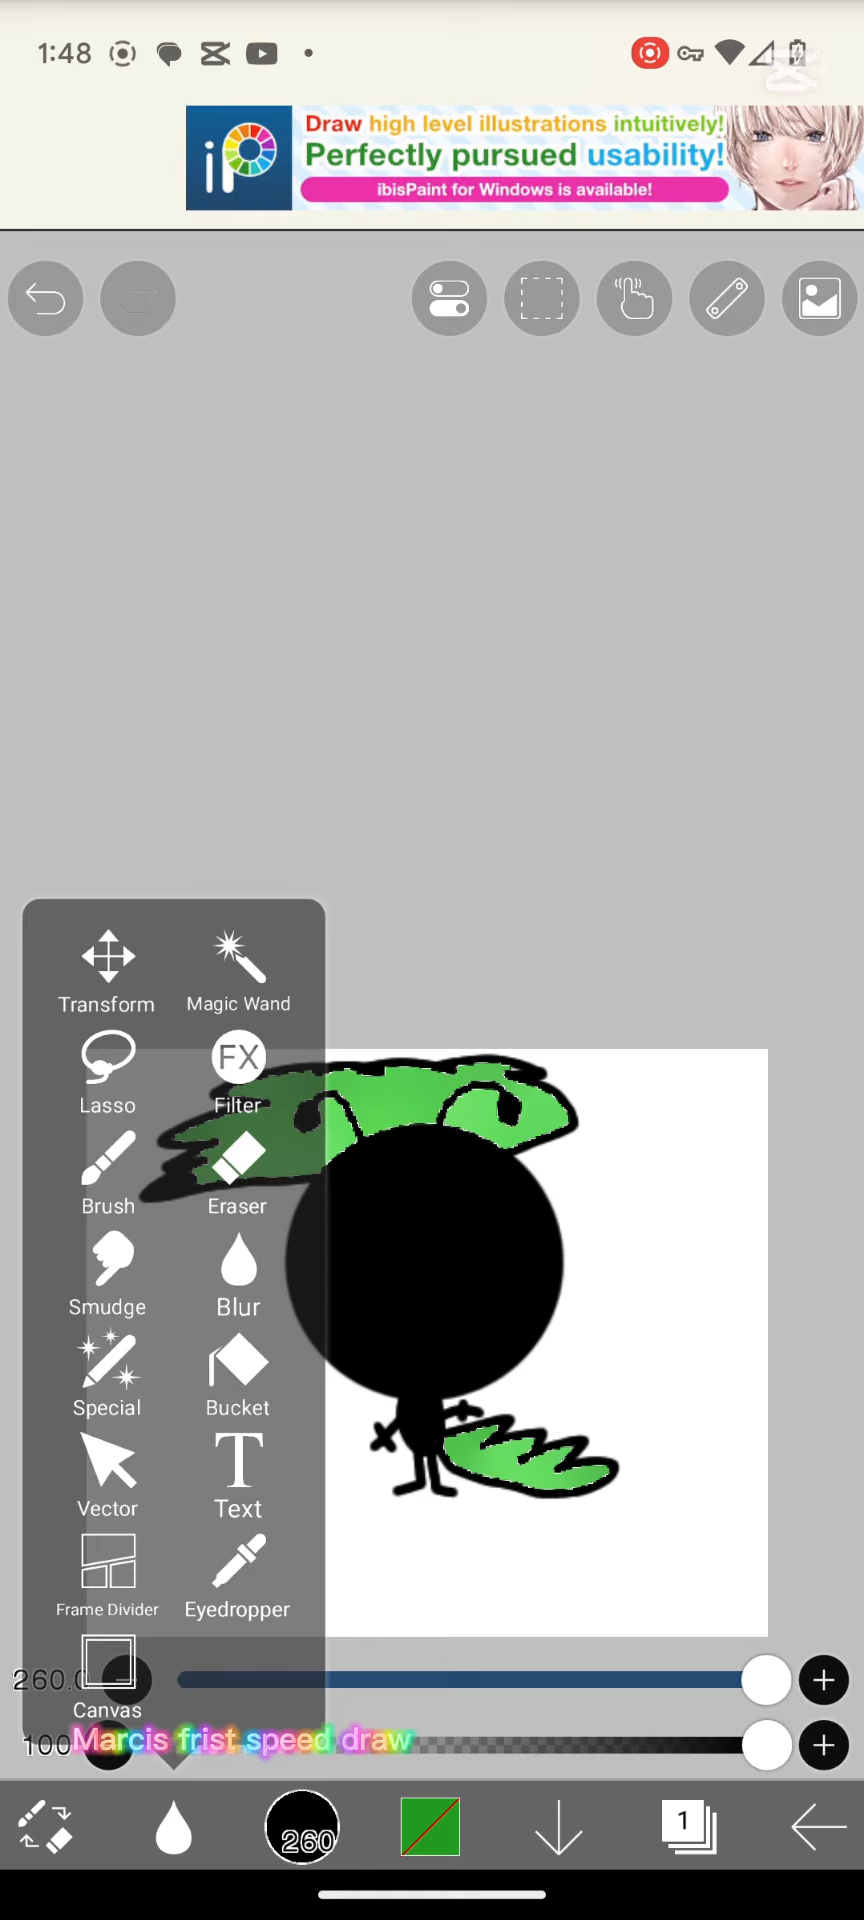 1:48
Draw high level illustrations intuitively!
iP Perfectly pursued usability!
ibisPaint for Windows is available!
Transform Magic Wand
FX
Lasso Filter
Brush Eraser
Smudge Blur
Special Bucket
T
Vector Text
Frame Divider Eyedropper
260.0
Canvas
100 Marcis frist speed draw
260 1